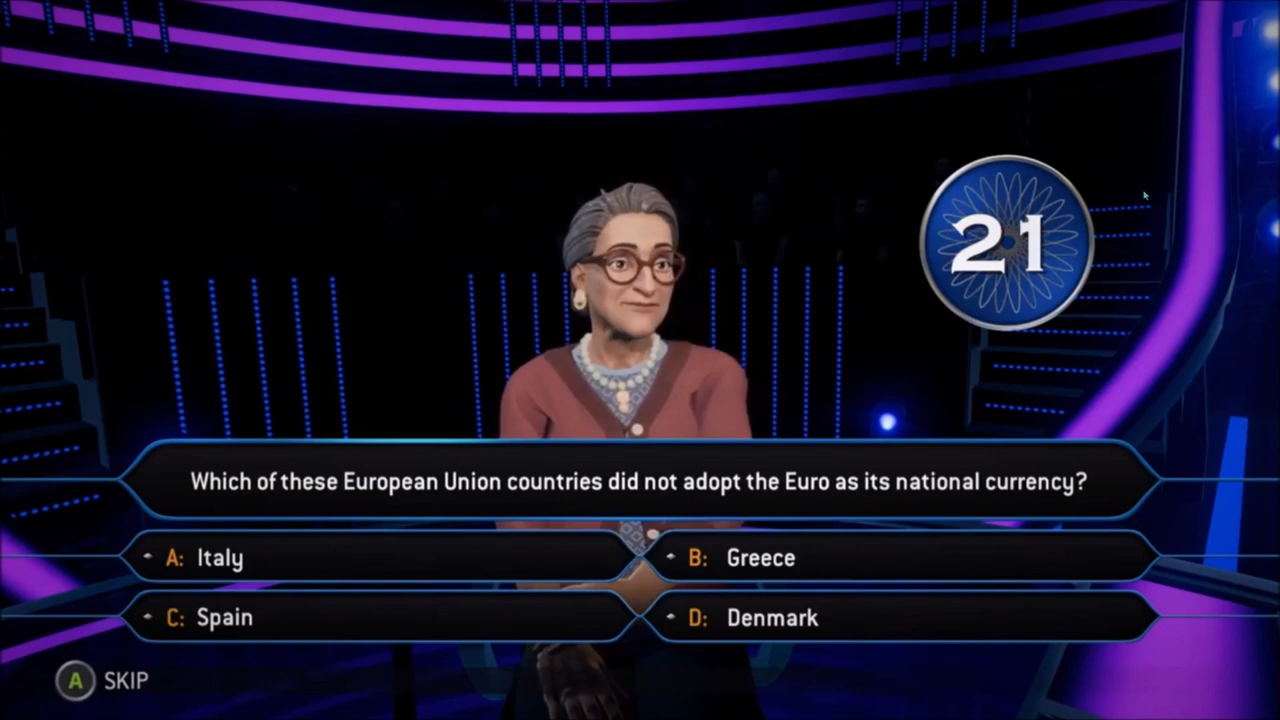 21
Which of these European Union countries did not adopt the Euro as its national currency?
A: Italy
B: Greece
C: Spain
D: Denmark
A SKIP